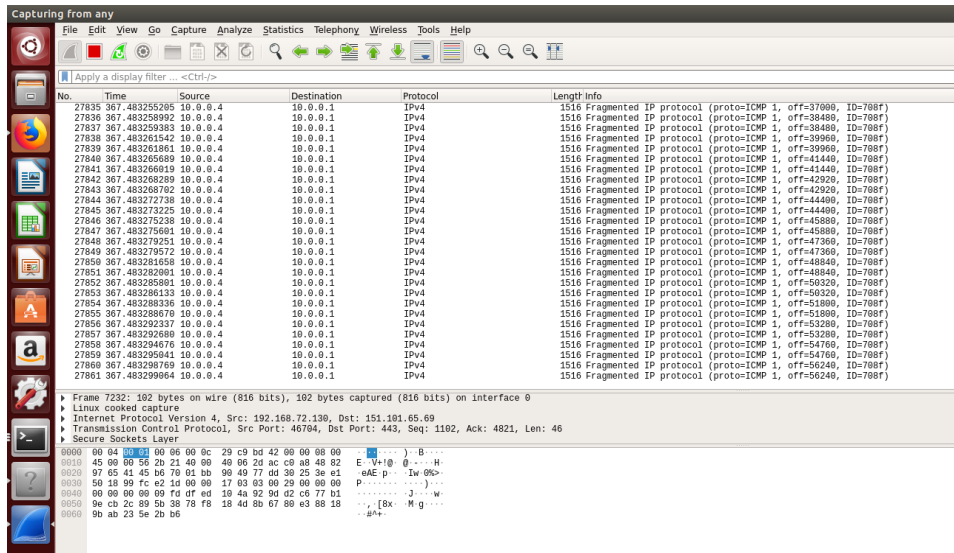 Capturing from any
File Edit View Go Capture Analyze Statistics Telephony Wireless Tools Help
Apply a display filter ... <Ctrl-/>
No. Time Source Destination Protocol Length Info
27835 367.483255205 10.0.0.4 10.0.0.1 IPv4 1516 Fragmented IP protocol (proto=ICMP 1, off=37000, ID=708f)
27836 367.483258992 10.0.0.4 10.0.0.1 IPv4 1516 Fragmented IP protocol (proto=ICMP 1, off=38480, ID=708f)
27837 367.483259383 10.0.0.4 10.0.0.1 IPv4 1516 Fragmented IP protocol (proto=ICMP 1, off=38480, ID=708f)
27838 367.483261542 10.0.0.4 10.0.0.1 IPv4 1516 Fragmented IP protocol (proto=ICMP 1, off=39960, ID=708f)
27839 367.483261861 10.0.0.4 10.0.0.1 IPv4 1516 Fragmented IP protocol (proto=ICMP 1, off=39960, ID=708f)
27840 367.483265689 10.0.0.4 10.0.0.1 IPv4 1516 Fragmented IP protocol (proto=ICMP 1, off=41440, ID=708f)
27841 367.483266019 10.0.0.4 10.0.0.1 IPv4 1516 Fragmented IP protocol (proto=ICMP 1, off=41440, ID=708f)
27842 367.483268289 10.0.0.4 10.0.0.1 IPv4 1516 Fragmented IP protocol (proto=ICMP 1, off=42920, ID=708f)
27843 367.483268702 10.0.0.4 10.0.0.1 IPv4 1516 Fragmented IP protocol (proto=ICMP 1, off=42920, ID=708f)
27844 367.483272738 10.0.0.4 10.0.0.1 IPv4 1516 Fragmented IP protocol (proto=ICMP 1, off=44400, ID=708f)
27845 367.483273225 10.0.0.4 10.0.0.1 IPv4 1516 Fragmented IP protocol (proto=ICMP 1, off=44400, ID=708f)
27846 367.483275238 10.0.0.4 10.0.0.1 IPv4 1516 Fragmented IP protocol (proto=ICMP 1, off=45880, ID=708f)
27847 367.483275601 10.0.0.4 10.0.0.1 IPv4 1516 Fragmented IP protocol (proto=ICMP 1, off=45880, ID=708f)
27848 367.483279251 10.0.0.4 10.0.0.1 IPv4 1516 Fragmented IP protocol (proto=ICMP 1, off=47360, ID=708f)
27849 367.483279572 10.0.0.4 10.0.0.1 IPv4 1516 Fragmented IP protocol (proto=ICMP 1, off=47360, ID=708f)
27850 367.483281658 10.0.0.4 10.0.0.1 IPv4 1516 Fragmented IP protocol (proto=ICMP 1, off=48840, ID=708f)
27851 367.483282001 10.0.0.4 10.0.0.1 IPv4 1516 Fragmented IP protocol (proto=ICMP 1, off=48840, ID=708f)
27852 367.483285801 10.0.0.4 10.0.0.1 IPv4 1516 Fragmented IP protocol (proto=ICMP 1, off=50320, ID=708f)
27853 367.483286133 10.0.0.4 10.0.0.1 IPv4 1516 Fragmented IP protocol (proto=ICMP 1, off=50320, ID=708f)
27854 367.483288336 10.0.0.4 10.0.0.1 IPv4 1516 Fragmented IP protocol (proto=ICMP 1, off=51800, ID=708f)
27855 367.483288670 10.0.0.4 10.0.0.1 IPv4 1516 Fragmented IP protocol (proto=ICMP 1, off=51800, ID=708f)
27856 367.483292337 10.0.0.4 10.0.0.1 IPv4 1516 Fragmented IP protocol (proto=ICMP 1, off=53280, ID=708f)
27857 367.483292680 10.0.0.4 10.0.0.1 IPv4 1516 Fragmented IP protocol (proto=ICMP 1, off=53280, ID=708f)
27858 367.483294676 10.0.0.4 10.0.0.1 IPv4 1516 Fragmented IP protocol (proto=ICMP 1, off=54760, ID=708f)
27859 367.483295041 10.0.0.4 10.0.0.1 IPv4 1516 Fragmented IP protocol (proto=ICMP 1, off=54760, ID=708f)
27860 367.483298769 10.0.0.4 10.0.0.1 IPv4 1516 Fragmented IP protocol (proto=ICMP 1, off=56240, ID=708f)
27861 367.483299064 10.0.0.4 10.0.0.1 IPv4 1516 Fragmented IP protocol (proto=ICMP 1, off=56240, ID=708f)
Frame 7232: 102 bytes on wire (816 bits), 102 bytes captured (816 bits) on interface 0
Linux cooked capture
Internet Protocol Version 4, Src: 192.168.72.130, Dst: 151.101.65.69
Transmission Control Protocol, Src Port: 46704, Dst Port: 443, Seq: 1102, Ack: 4821, Len: 46
Secure Sockets Layer
0000 00 04 00 01 00 06 00 0c 29 c9 bd 42 00 00 08 00 ········ )··B····
0010 45 00 00 56 2b 21 40 00 40 06 2d ac c0 a8 48 82 E··V+!@· @·-···H·
0020 97 65 41 45 b6 70 01 bb 90 49 77 dd 30 25 3e e1 ·eAE·p·· ·Iw·0%>·
0030 50 18 99 fc e2 1d 00 00 17 03 03 00 29 00 00 00 P······· ····)···
0040 00 00 00 00 09 fd df ed 10 4a 92 9d d2 c6 77 b1 ········ ·J····w·
0050 9e cb 2c 89 5b 38 78 f8 18 4d 8b 67 80 e3 88 18 ··,·[8x· ·M·g····
0060 9b ab 23 5e 2b b6 ··#^+·